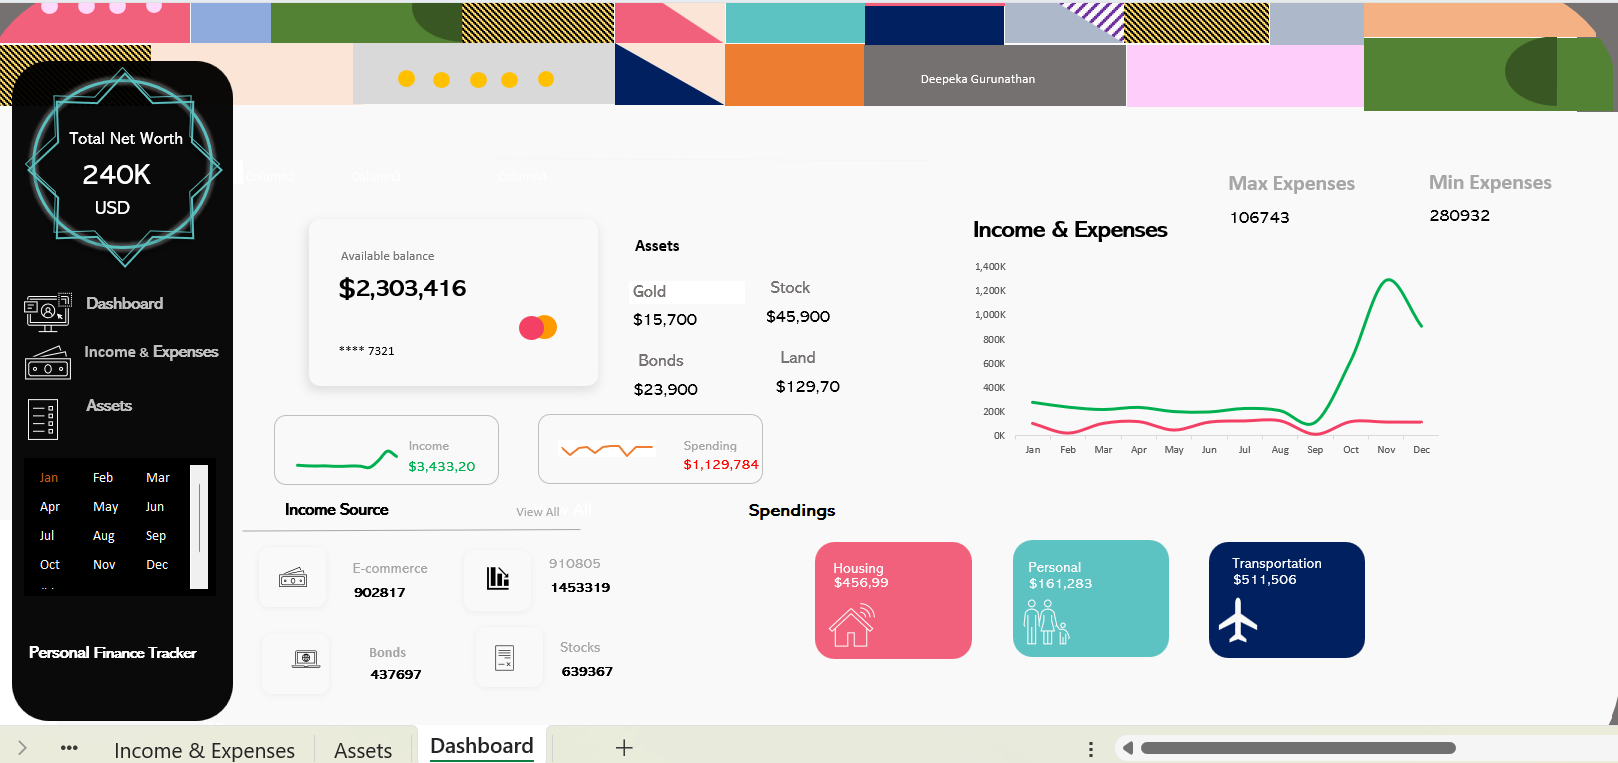 Deepeka Gurunathan
Total Net Worth
240K
USD
Dashboard
Income & Expenses
Assets
Jan Feb Mar
Apr May Jun
Jul Aug Sep
Oct Nov Dec
Personal Finance Tracker
Column3
Column4
Available balance
$2,303,416
**** 7321
Assets
Gold
$15,700
Stock
$45,900
Bonds
$23,900
Land
$129,70
Income
$3,433,20
Spending
$1,129,784
Max Expenses
106743
Min Expenses
280932
Income & Expenses
1,400K
1,200K
1,000K
800K
600K
400K
200K
0K
Jan Feb Mar Apr May Jun Jul Aug Sep Oct Nov Dec
Income Source
View All
E-commerce
902817
910805
1453319
Bonds
437697
Stocks
639367
Spendings
Housing
$456,99
Personal
$161,283
Transportation
$511,506
Income & Expenses Assets Dashboard